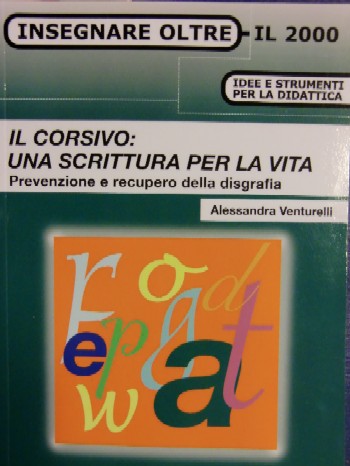 INSEGNARE OLTRE IL 2000
IDEE E STRUMENTI
PER LA DIDATTICA
IL CORSIVO:
UNA SCRITTURA PER LA VITA
Prevenzione e recupero della disgrafia
Alessandra Venturelli
r o g d
e p a t
w a